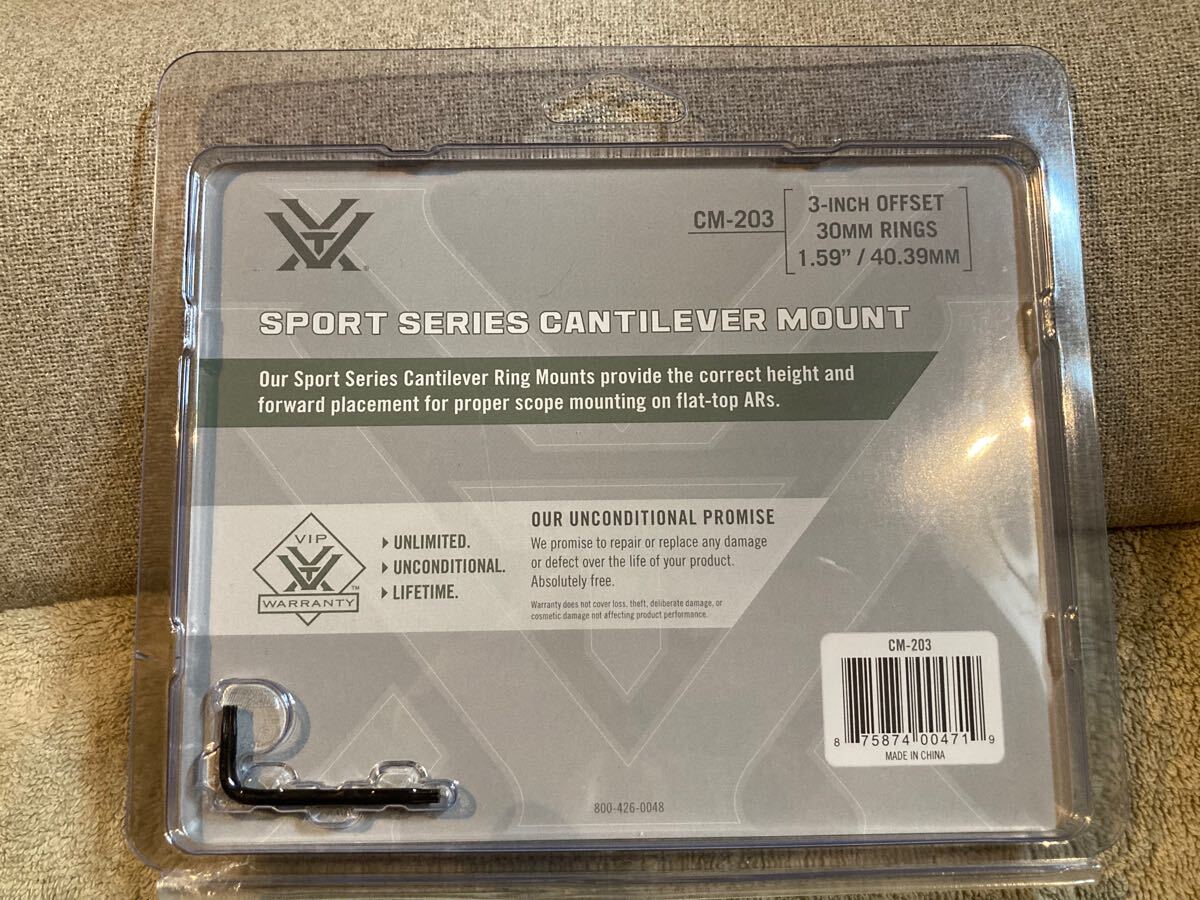 CM-203
3-INCH OFFSET
30MM RINGS
1.59” / 40.39MM
SPORT SERIES CANTILEVER MOUNT
Our Sport Series Cantilever Ring Mounts provide the correct height and
forward placement for proper scope mounting on flat-top ARs.
VIP
WARRANTY™
UNLIMITED.
UNCONDITIONAL.
LIFETIME.
OUR UNCONDITIONAL PROMISE
We promise to repair or replace any damage
or defect over the life of your product.
Absolutely free.
Warranty does not cover loss, theft, deliberate damage, or
cosmetic damage not affecting product performance.
CM-203
8 75874 00471 9
MADE IN CHINA
800-426-0048